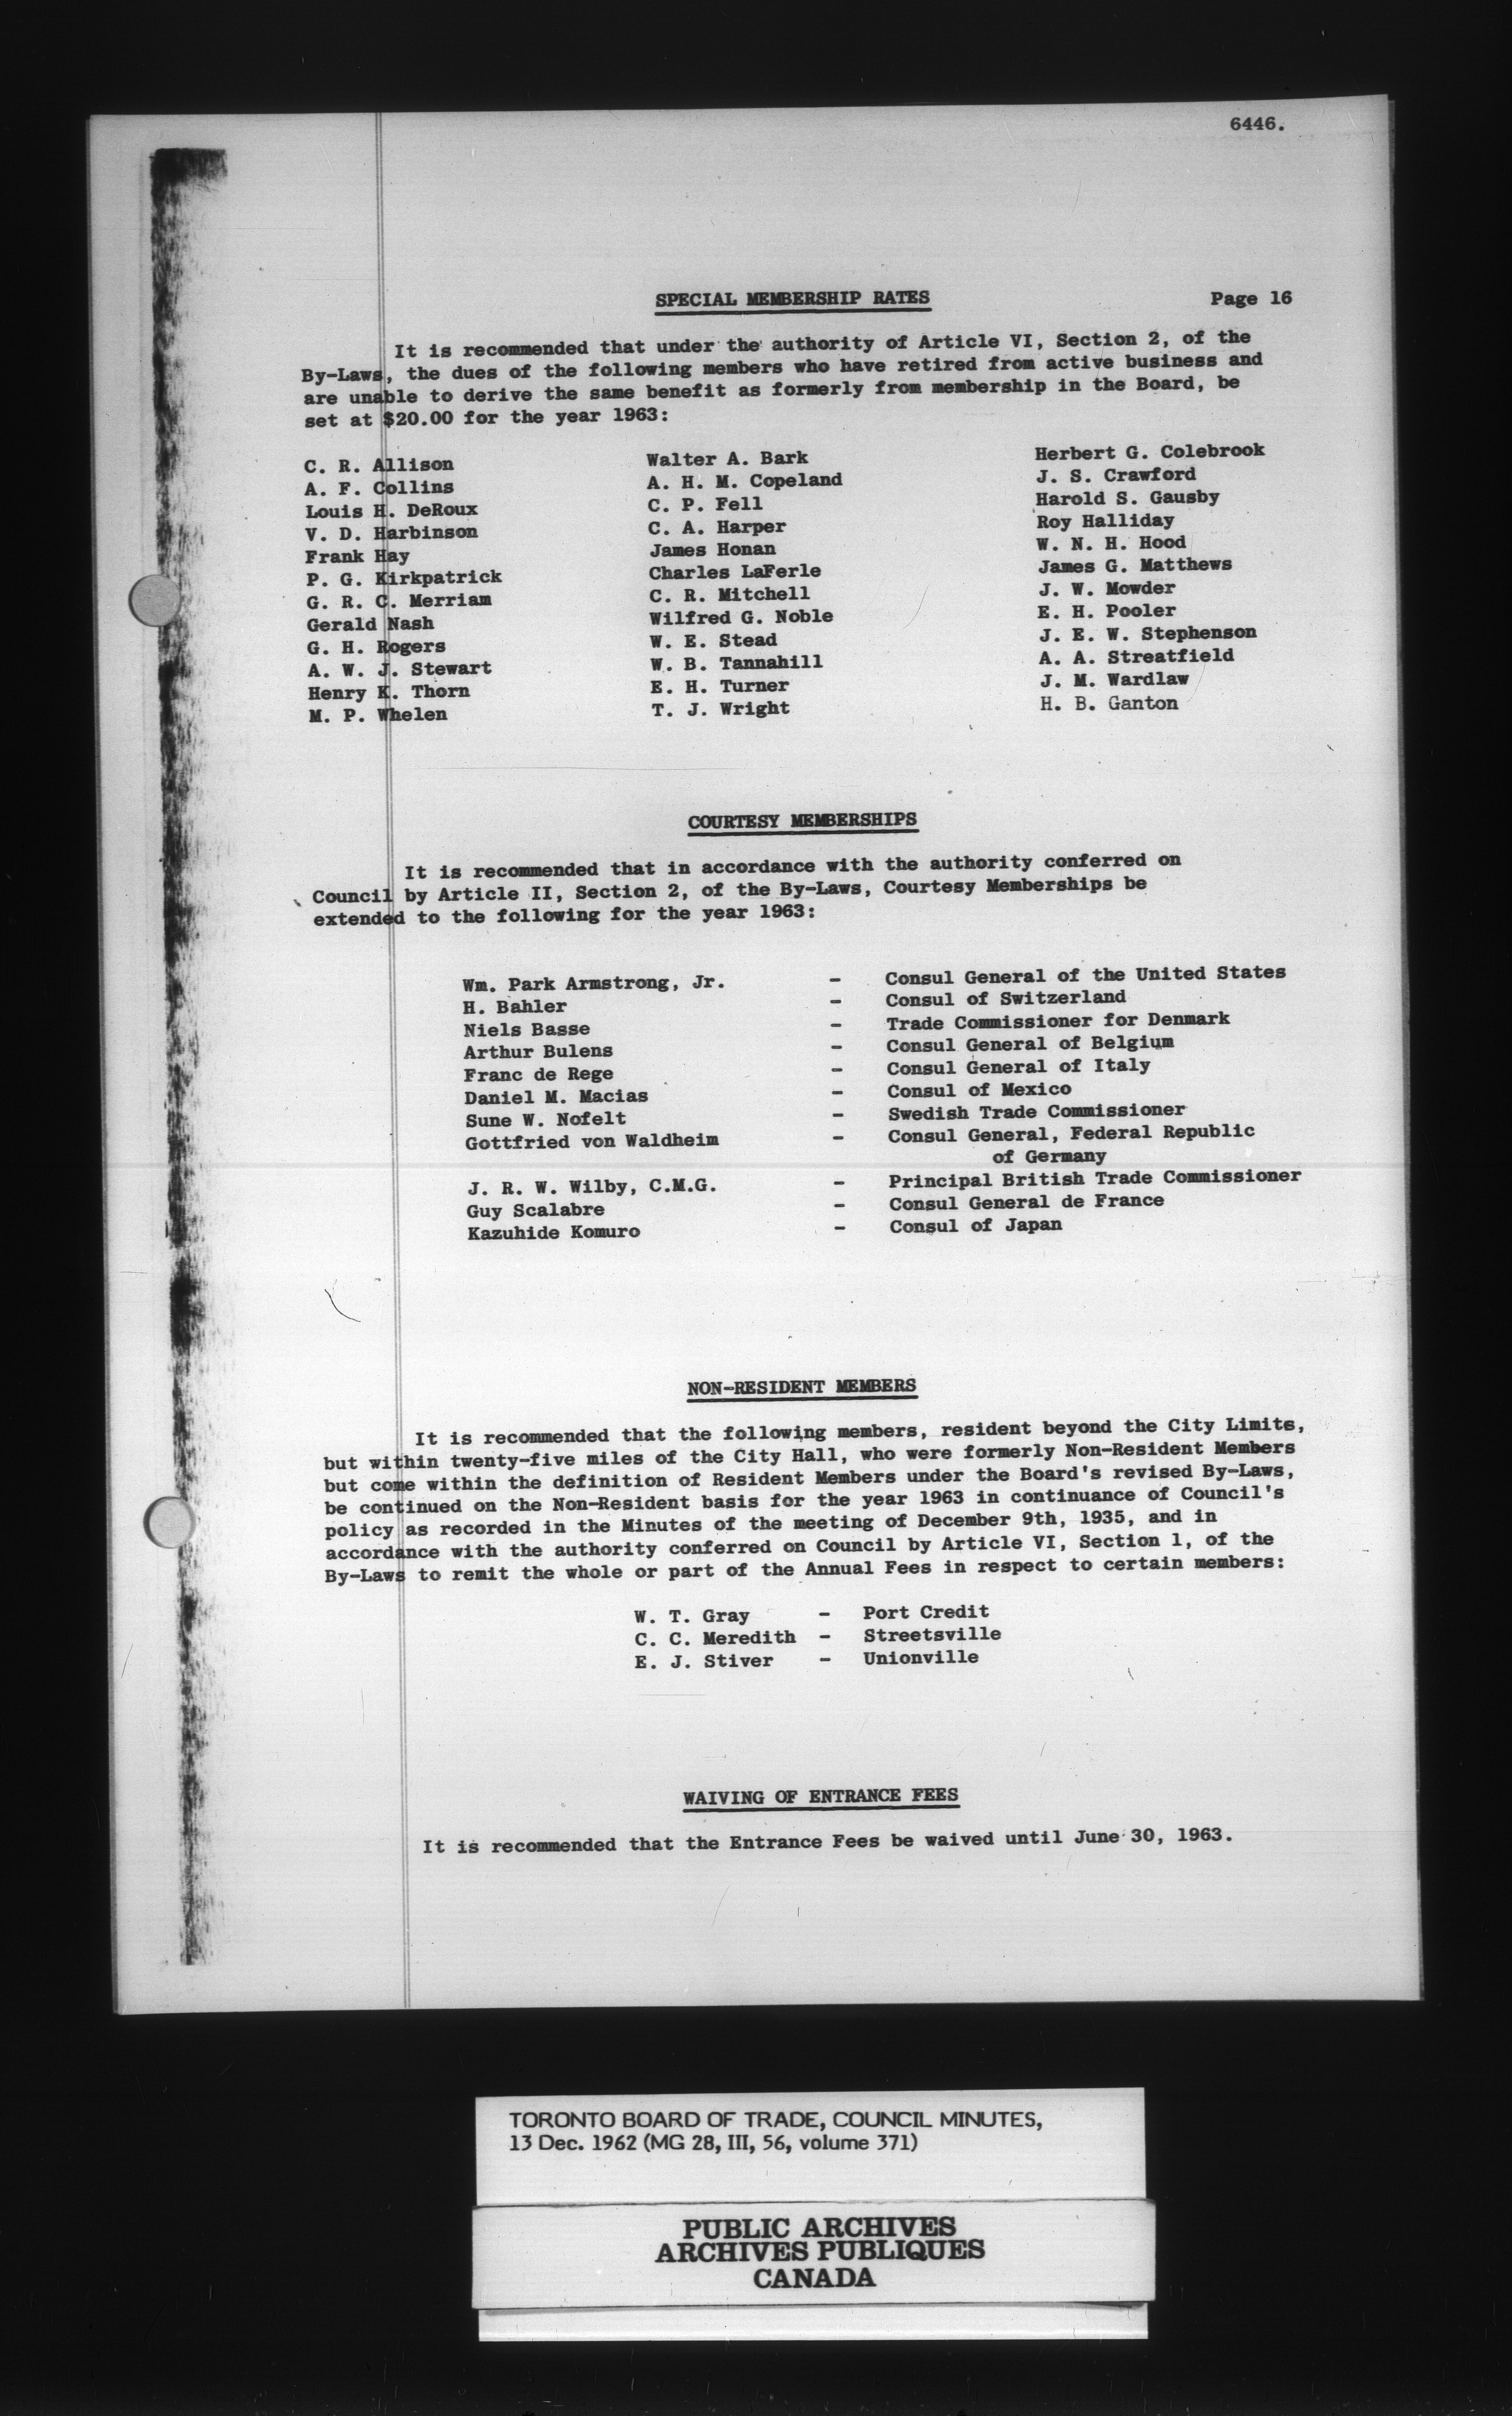 6446.
SPECIAL MEMBERSHIP RATES Page 16
It is recommended that under the authority of Article VI, Section 2, of the
By-Laws, the dues of the following members who have retired from active business and
are unable to derive the same benefit as formerly from membership in the Board, be
set at $20.00 for the year 1963:
C. R. Allison Walter A. Bark Herbert G. Colebrook
A. F. Collins A. H. M. Copeland J. S. Crawford
Louis H. DeRoux C. P. Fell Harold S. Gausby
V. D. Harbinson C. A. Harper Roy Halliday
Frank Hay James Honan W. N. H. Hood
P. G. Kirkpatrick Charles LaFerle James G. Matthews
G. R. C. Merriam C. R. Mitchell J. W. Mowder
Gerald Nash Wilfred G. Noble E. H. Pooler
G. H. Rogers W. E. Stead J. E. W. Stephenson
A. W. J. Stewart W. B. Tannahill A. A. Streatfield
Henry K. Thorn E. H. Turner J. M. Wardlaw
M. P. Whelen T. J. Wright H. B. Ganton
COURTESY MEMBERSHIPS
It is recommended that in accordance with the authority conferred on
Council by Article II, Section 2, of the By-Laws, Courtesy Memberships be
extended to the following for the year 1963:
Wm. Park Armstrong, Jr. - Consul General of the United States
H. Bahler - Consul of Switzerland
Niels Basse - Trade Commissioner for Denmark
Arthur Bulens - Consul General of Belgium
Franc de Rege - Consul General of Italy
Daniel M. Macias - Consul of Mexico
Sune W. Nofelt - Swedish Trade Commissioner
Gottfried von Waldheim - Consul General, Federal Republic
of Germany
J. R. W. Wilby, C.M.G. - Principal British Trade Commissioner
Guy Scalabre - Consul General de France
Kazuhide Komuro - Consul of Japan
NON-RESIDENT MEMBERS
It is recommended that the following members, resident beyond the City Limits,
but within twenty-five miles of the City Hall, who were formerly Non-Resident Members
but come within the definition of Resident Members under the Board's revised By-Laws,
be continued on the Non-Resident basis for the year 1963 in continuance of Council's
policy as recorded in the Minutes of the meeting of December 9th, 1935, and in
accordance with the authority conferred on Council by Article VI, Section 1, of the
By-Laws to remit the whole or part of the Annual Fees in respect to certain members:
W. T. Gray - Port Credit
C. C. Meredith - Streetsville
E. J. Stiver - Unionville
WAIVING OF ENTRANCE FEES
It is recommended that the Entrance Fees be waived until June 30, 1963.
TORONTO BOARD OF TRADE, COUNCIL MINUTES,
13 Dec. 1962 (MG 28, III, 56, volume 371)
PUBLIC ARCHIVES
ARCHIVES PUBLIQUES
CANADA